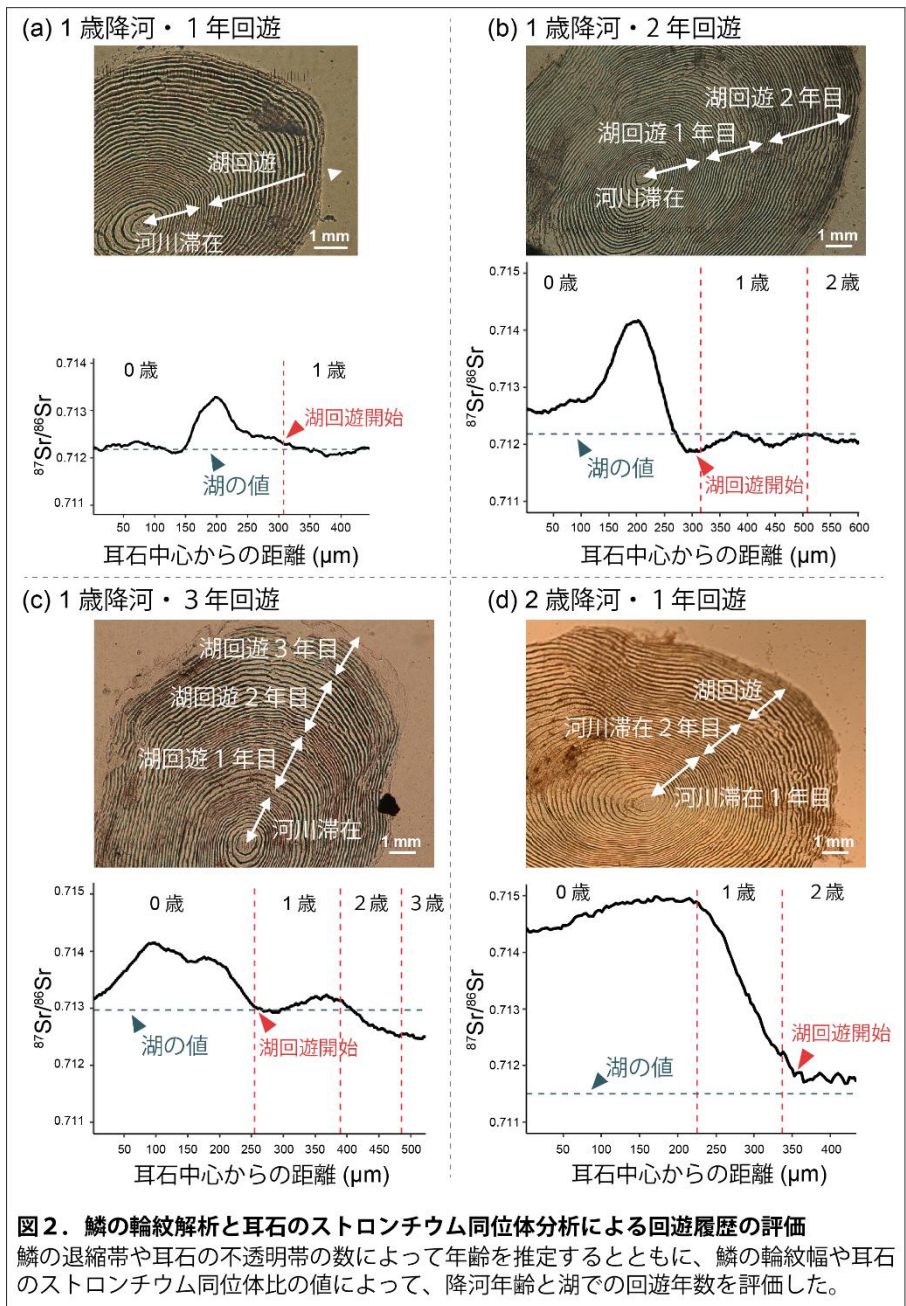 (a) 1 歳降河・1年回遊
湖回遊
河川滞在
1 mm
87Sr/86Sr
0.714
0.713
0.712
0.711
0 歳
1 歳
湖回遊開始
湖の値
50 100 150 200 250 300 350 400
耳石中心からの距離 (μm)
(b) 1 歳降河・2年回遊
湖回遊 2 年目
湖回遊 1 年目
河川滞在
1 mm
87Sr/86Sr
0.715
0.714
0.713
0.712
0.711
0 歳
1 歳
2 歳
湖の値
湖回遊開始
50 100 150 200 250 300 350 400 450 500 550 600
耳石中心からの距離 (μm)
(c) 1 歳降河・3年回遊
湖回遊 3 年目
湖回遊 2 年目
湖回遊 1 年目
河川滞在
1 mm
87Sr/86Sr
0.715
0.714
0.713
0.712
0.711
0 歳
1 歳
2 歳
3 歳
湖の値
湖回遊開始
50 100 150 200 250 300 350 400 450 500
耳石中心からの距離 (μm)
(d) 2 歳降河・1年回遊
湖回遊
河川滞在 2 年目
河川滞在 1 年目
1 mm
87Sr/86Sr
0.715
0.714
0.713
0.712
0.711
0 歳
1 歳
2 歳
湖回遊開始
湖の値
50 100 150 200 250 300 350 400
耳石中心からの距離 (μm)
図2．鱗の輪紋解析と耳石のストロンチウム同位体分析による回遊履歴の評価
鱗の退縮帯や耳石の不透明帯の数によって年齢を推定するとともに、鱗の輪紋幅や耳石
のストロンチウム同位体比の値によって、降河年齢と湖での回遊年数を評価した。